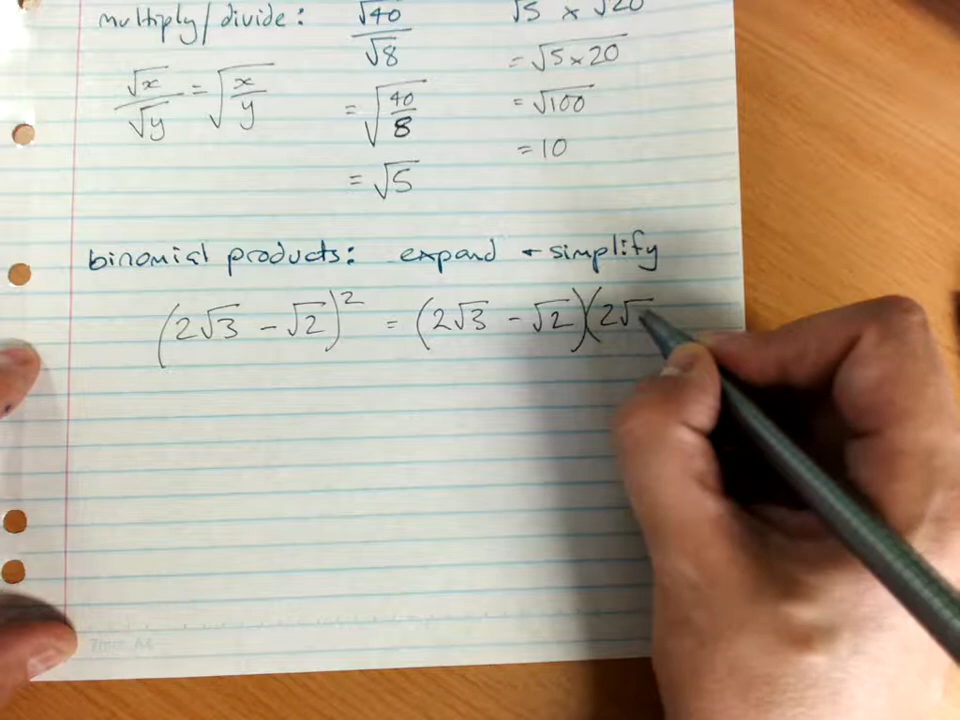 multiply/divide: √40/√8 √5 x √20
= √5×20
√x/√y = √x/y = √40/8 = √100
= 10
= √5
binomial products: expand + simplify
(2√3 - √2)² = (2√3 - √2)(2√